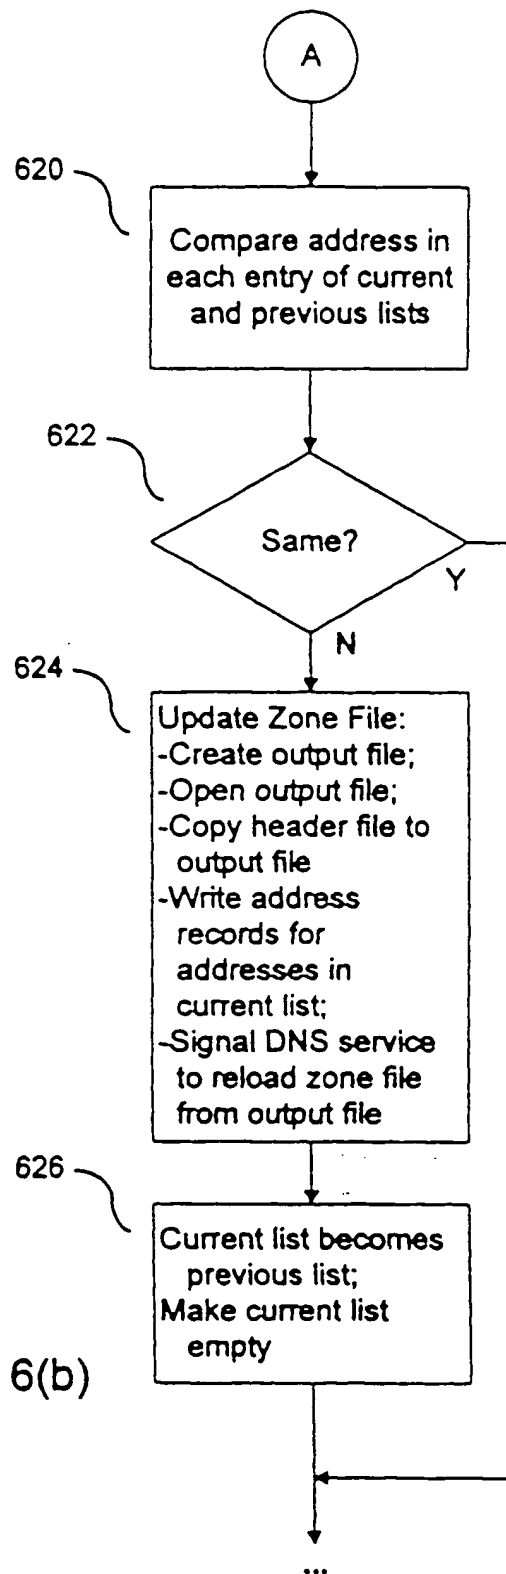 A
620
Compare address in
each entry of current
and previous lists
622
Same?
Y
N
624
Update Zone File:
-Create output file;
-Open output file;
-Copy header file to
output file
-Write address
records for
addresses in
current list;
-Signal DNS service
to reload zone file
from output file
626
Current list becomes
previous list;
Make current list
empty
6(b)
...